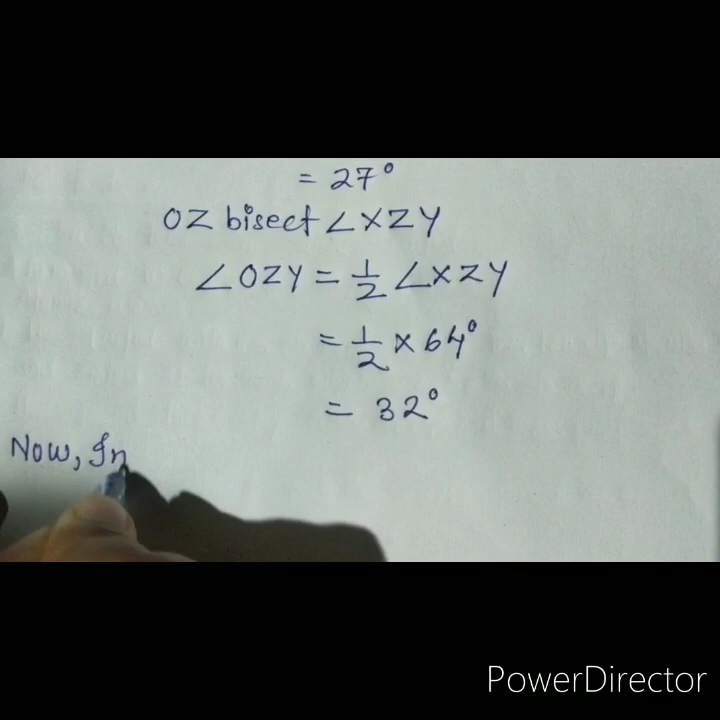 = 27°
OZ bisect ∠XZY
∠OZY = 1/2 ∠XZY
= 1/2 × 64°
= 32°
Now, In
PowerDirector